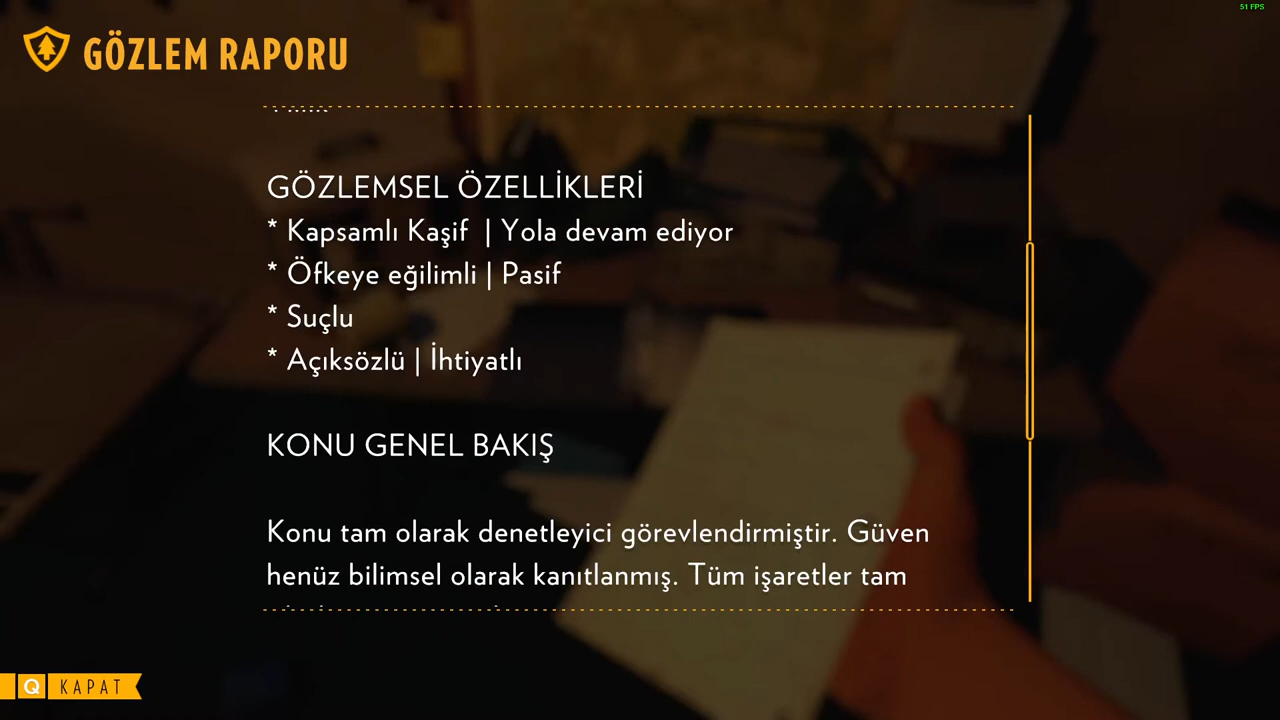 51 FPS
GÖZLEM RAPORU
GÖZLEMSEL ÖZELLİKLERİ
* Kapsamlı Kaşif | Yola devam ediyor
* Öfkeye eğilimli | Pasif
* Suçlu
* Açıksözlü | İhtiyatlı
KONU GENEL BAKIŞ
Konu tam olarak denetleyici görevlendirmiştir. Güven
henüz bilimsel olarak kanıtlanmış. Tüm işaretler tam
Q KAPAT